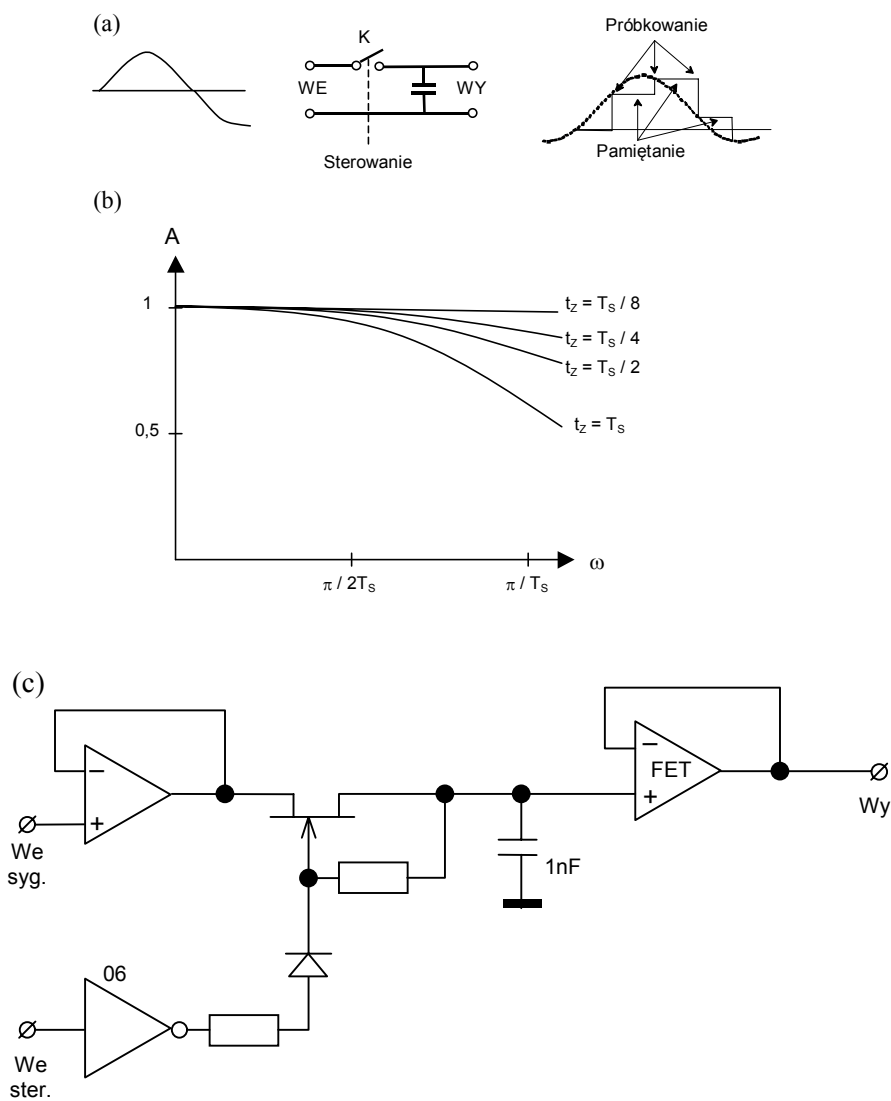 (a)
K
WE
WY
Sterowanie
Próbkowanie
Pamiętanie
(b)
A
1
0,5
t_Z = T_S / 8
t_Z = T_S / 4
t_Z = T_S / 2
t_Z = T_S
π / 2T_S
π / T_S
ω
(c)
−
+
We
syg.
−
FET
+
Wy
1nF
06
We
ster.